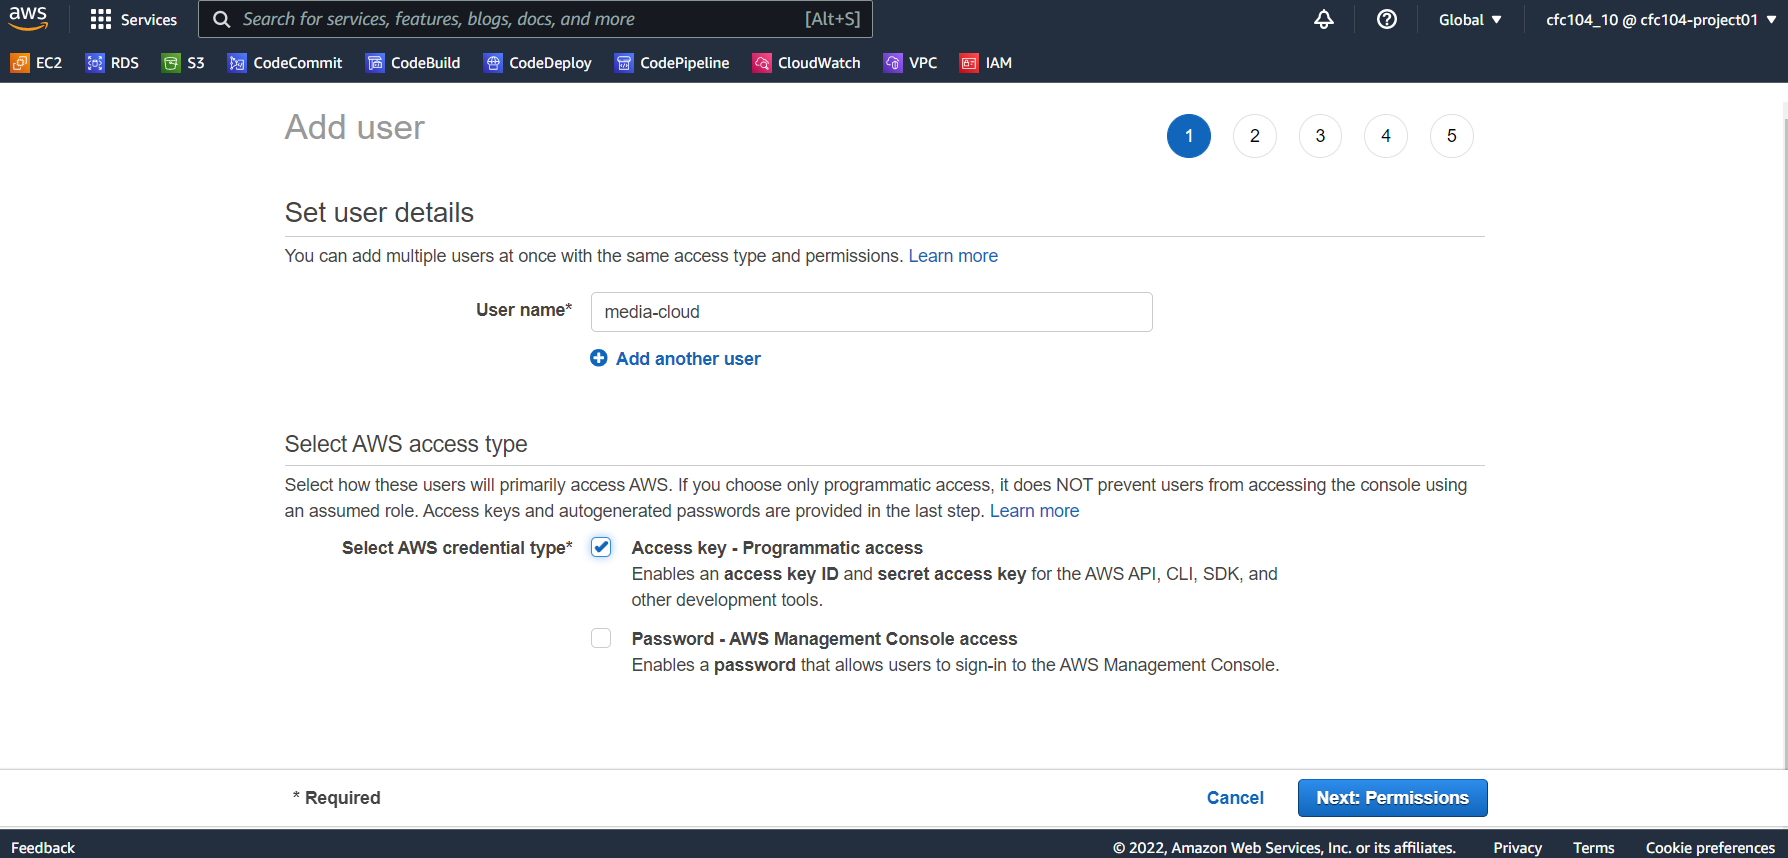 aws Services Search for services, features, blogs, docs, and more [Alt+S] Global ▼ cfc104_10 @ cfc104-project01 ▼
EC2 RDS S3 CodeCommit CodeBuild CodeDeploy CodePipeline CloudWatch VPC IAM
Add user 1 2 3 4 5
Set user details
You can add multiple users at once with the same access type and permissions. Learn more
User name* media-cloud
Add another user
Select AWS access type
Select how these users will primarily access AWS. If you choose only programmatic access, it does NOT prevent users from accessing the console using
an assumed role. Access keys and autogenerated passwords are provided in the last step. Learn more
Select AWS credential type* Access key - Programmatic access
Enables an access key ID and secret access key for the AWS API, CLI, SDK, and
other development tools.
Password - AWS Management Console access
Enables a password that allows users to sign-in to the AWS Management Console.
* Required Cancel Next: Permissions
Feedback © 2022, Amazon Web Services, Inc. or its affiliates. Privacy Terms Cookie preferences